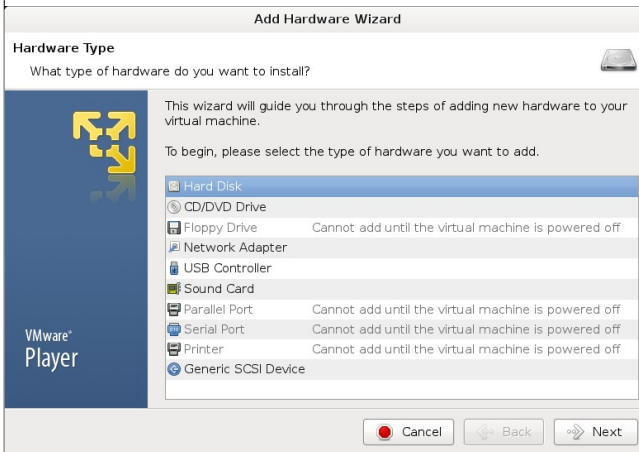 Add Hardware Wizard
Hardware Type
What type of hardware do you want to install?
This wizard will guide you through the steps of adding new hardware to your
virtual machine.
To begin, please select the type of hardware you want to add.
Hard Disk
CD/DVD Drive
Floppy Drive Cannot add until the virtual machine is powered off
Network Adapter
USB Controller
Sound Card
Parallel Port Cannot add until the virtual machine is powered off
Serial Port Cannot add until the virtual machine is powered off
Printer Cannot add until the virtual machine is powered off
Generic SCSI Device
VMware®
Player
Cancel Back Next